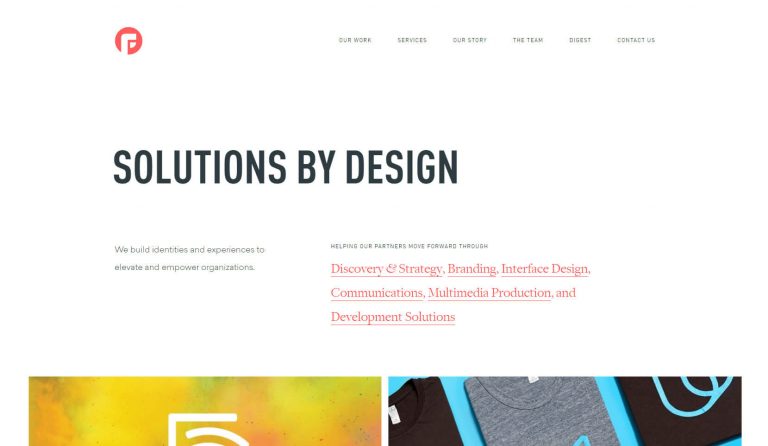 OUR WORK SERVICES OUR STORY THE TEAM DIGEST CONTACT US
SOLUTIONS BY DESIGN
We build identities and experiences to
elevate and empower organizations.
HELPING OUR PARTNERS MOVE FORWARD THROUGH
Discovery & Strategy, Branding, Interface Design,
Communications, Multimedia Production, and
Development Solutions